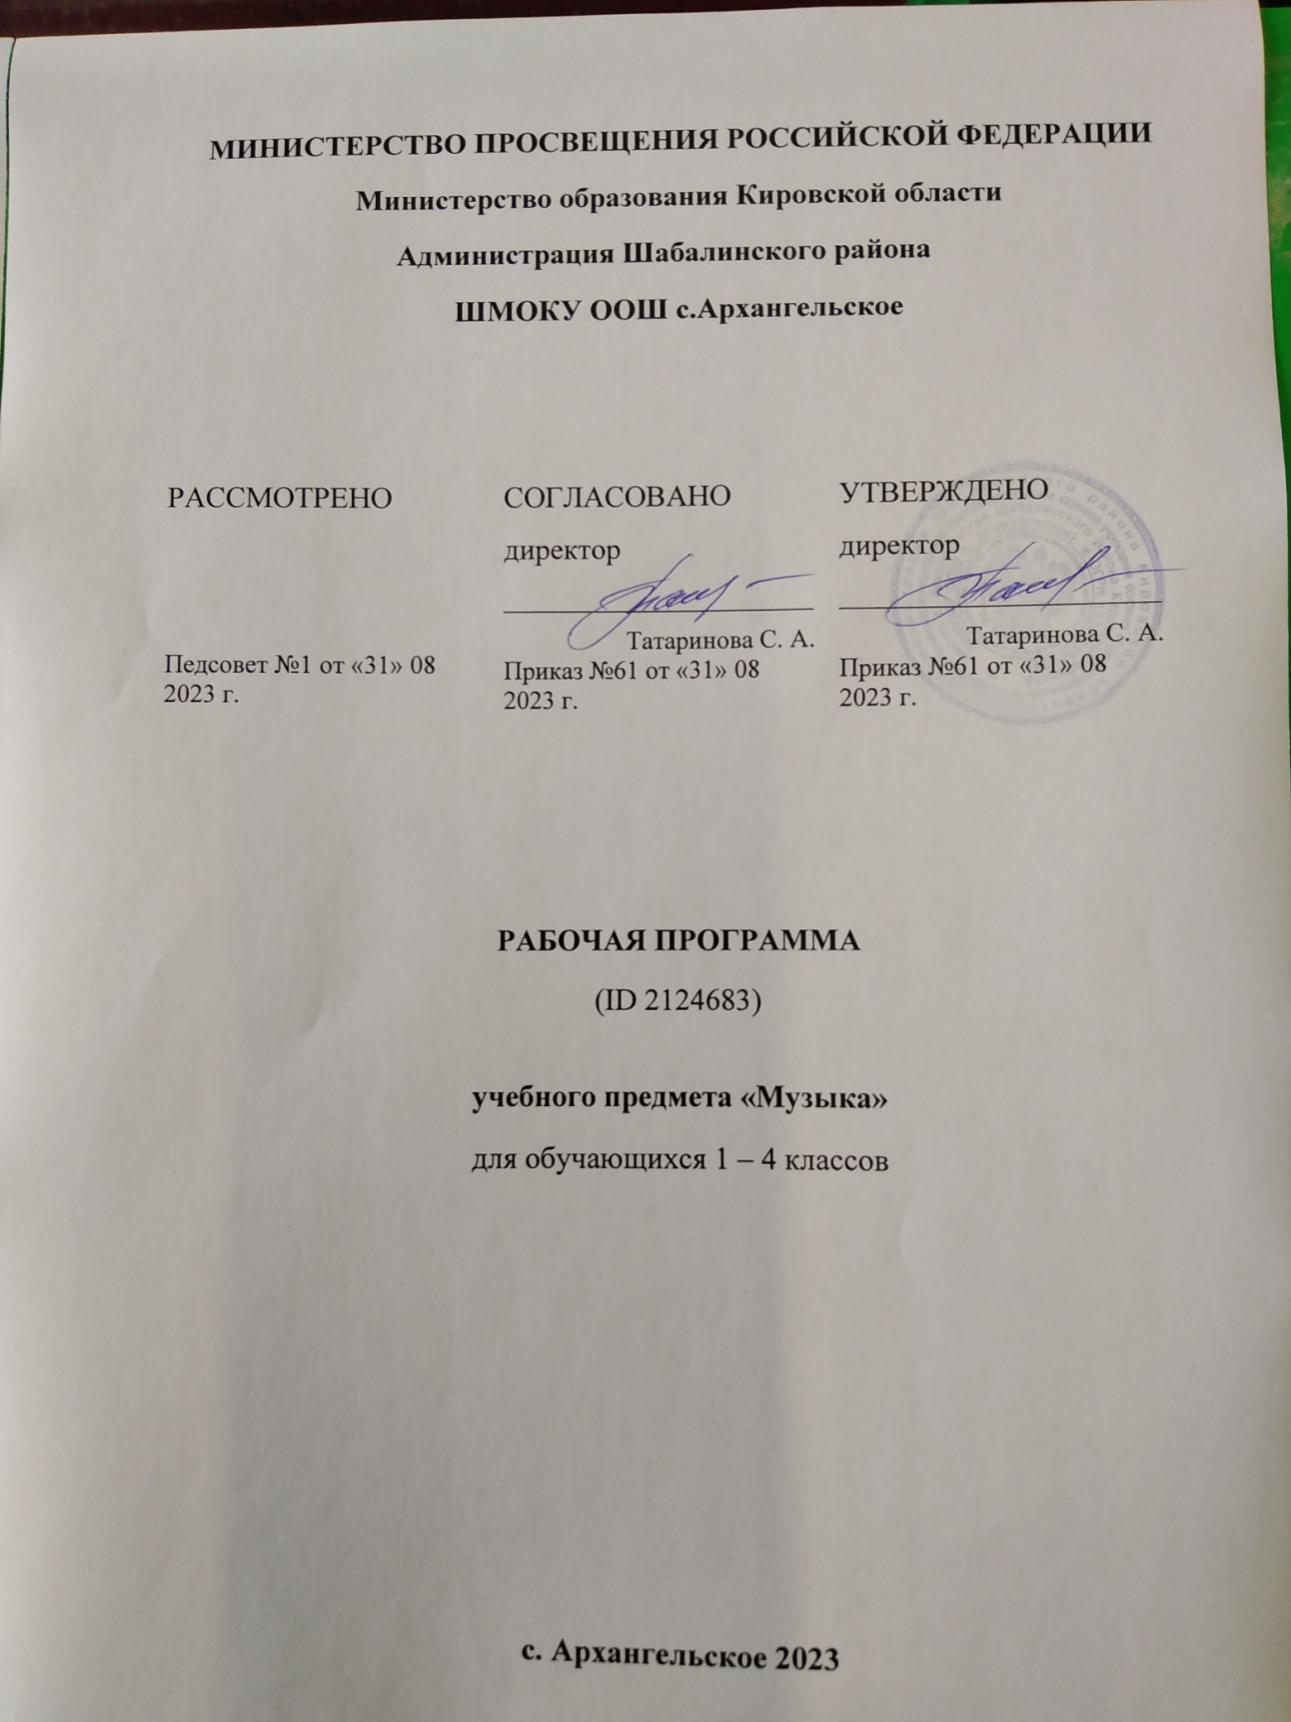 МИНИСТЕРСТВО ПРОСВЕЩЕНИЯ РОССИЙСКОЙ ФЕДЕРАЦИИ
Министерство образования Кировской области
Администрация Шабалинского района
ШМОКУ ООШ с.Архангельское
РАССМОТРЕНО
Педсовет №1 от «31» 08
2023 г.
СОГЛАСОВАНО
директор
Татаринова С. А.
Приказ №61 от «31» 08
2023 г.
УТВЕРЖДЕНО
директор
Татаринова С. А.
Приказ №61 от «31» 08
2023 г.
РАБОЧАЯ ПРОГРАММА
(ID 2124683)
учебного предмета «Музыка»
для обучающихся 1 – 4 классов
с. Архангельское 2023